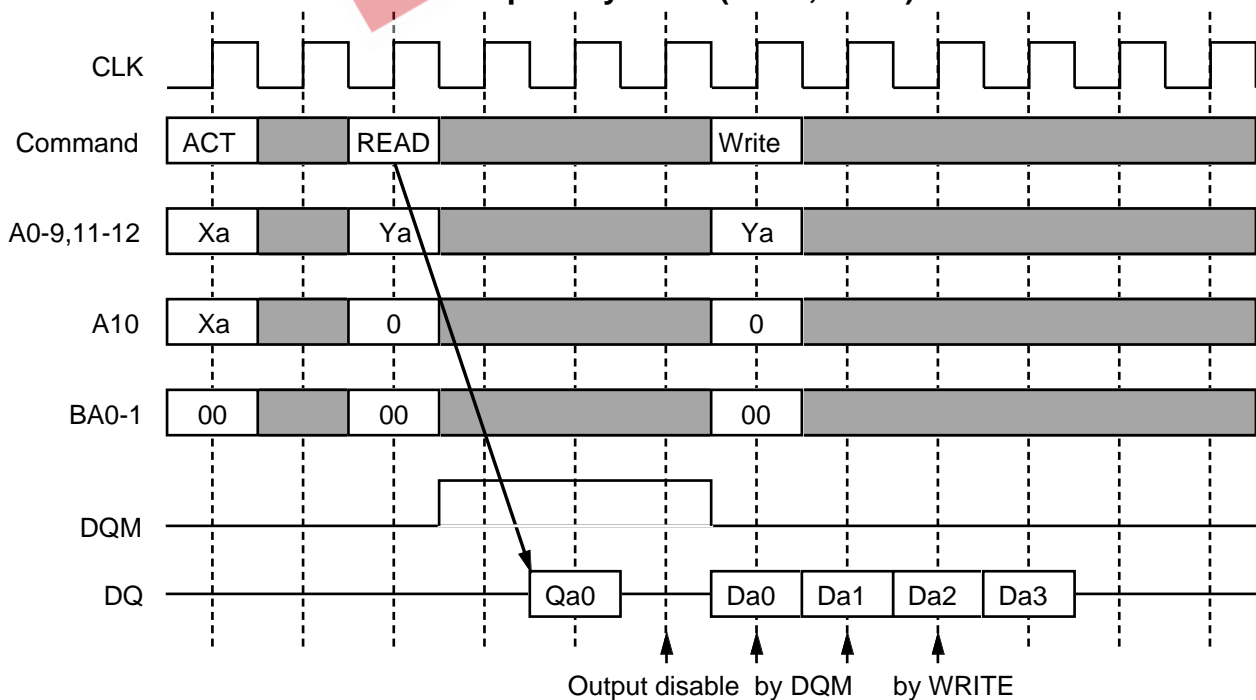 CLK
Command ACT READ Write
A0-9,11-12 Xa Ya Ya
A10 Xa 0 0
BA0-1 00 00 00
DQM
DQ Qa0 Da0 Da1 Da2 Da3
Output disable by DQM by WRITE